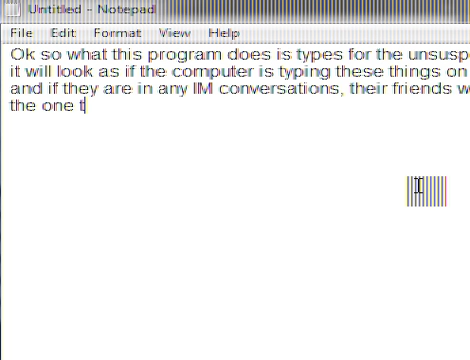 Untitled - Notepad
File Edit Format View Help
Ok so what this program does is types for the
it will look as if the computer is typing these things on
and if they are in any IM conversations, their friends
the one t